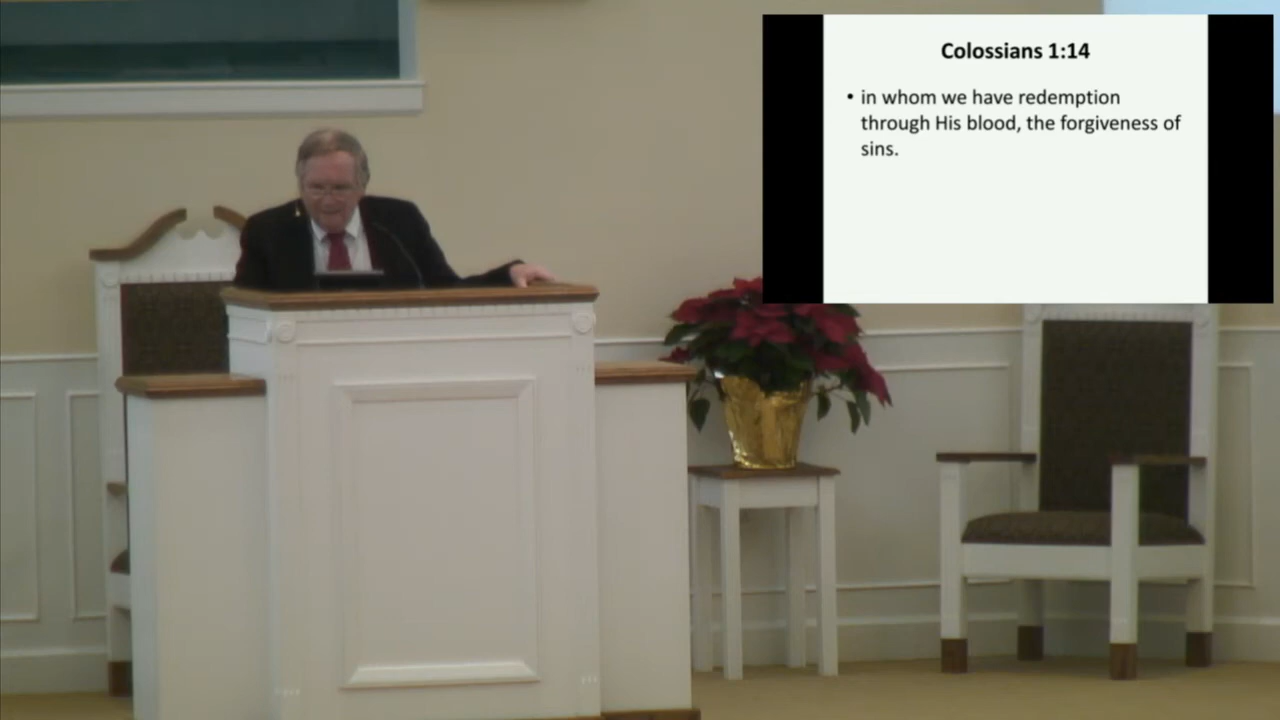 Colossians 1:14
• in whom we have redemption
through His blood, the forgiveness of
sins.